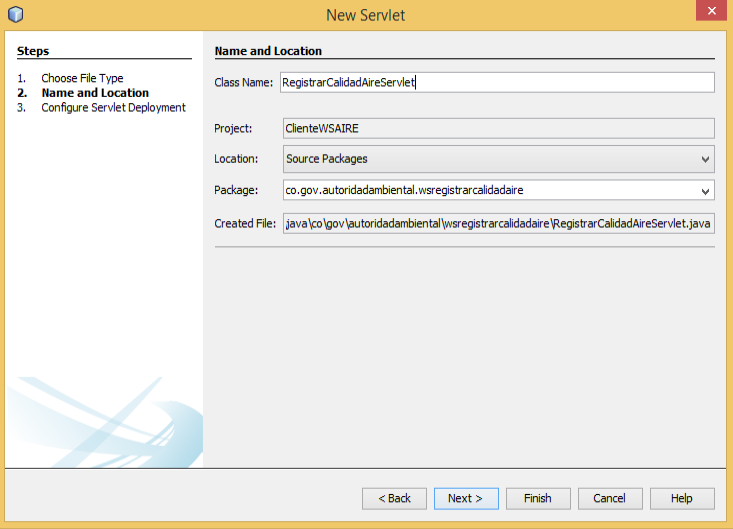 New Servlet
Steps
1. Choose File Type
2. Name and Location
3. Configure Servlet Deployment
Name and Location
Class Name: RegistrarCalidadAireServlet
Project: ClienteWSAIRE
Location: Source Packages
Package: co.gov.autoridadambiental.wsregistrarcalidadaire
Created File: java\co\gov\autoridadambiental\wsregistrarcalidadaire\RegistrarCalidadAireServlet.java
< Back Next > Finish Cancel Help